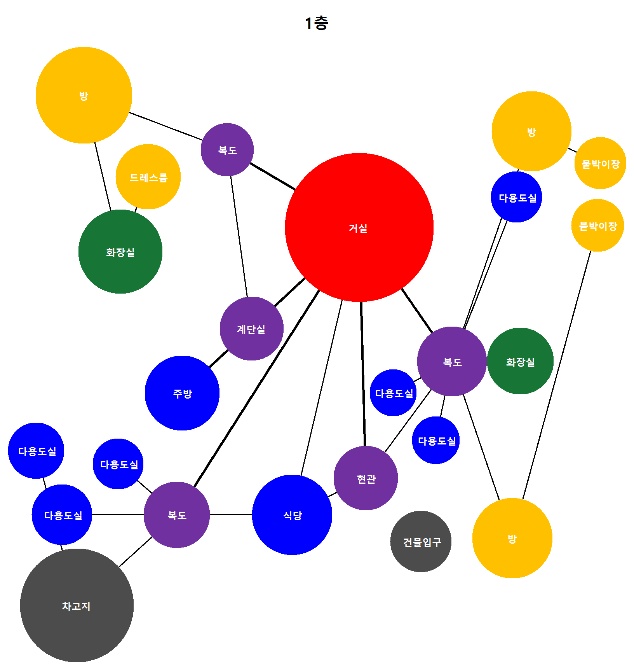 1층
방
복도
방
붙박이장
드레스룸
다용도실
붙박이장
거실
화장실
계단실
복도
화장실
주방
다용도실
다용도실
다용도실
다용도실
현관
다용도실
복도
식당
건물입구
방
차고지